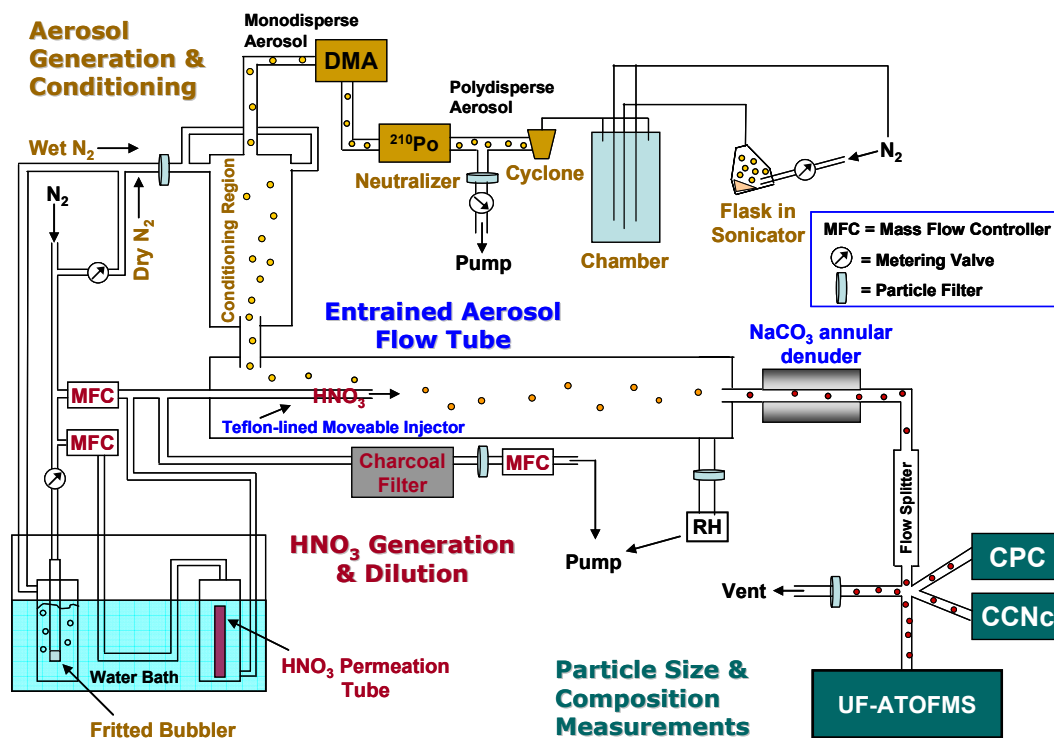 Aerosol
Generation &
Conditioning
Monodisperse
Aerosol
DMA
Polydisperse
Aerosol
²¹⁰Po
Neutralizer
Cyclone
Pump
Chamber
N₂
Flask in
Sonicator
MFC = Mass Flow Controller
= Metering Valve
= Particle Filter
Wet N₂
N₂
Dry N₂
Conditioning Region
Entrained Aerosol
Flow Tube
NaCO₃ annular
denuder
MFC
HNO₃
Teflon-lined Moveable Injector
MFC
Charcoal
Filter
MFC
RH
Flow Splitter
HNO₃ Generation
& Dilution
Pump
Vent
CPC
CCNc
UF-ATOFMS
Water Bath
HNO₃ Permeation
Tube
Fritted Bubbler
Particle Size &
Composition
Measurements